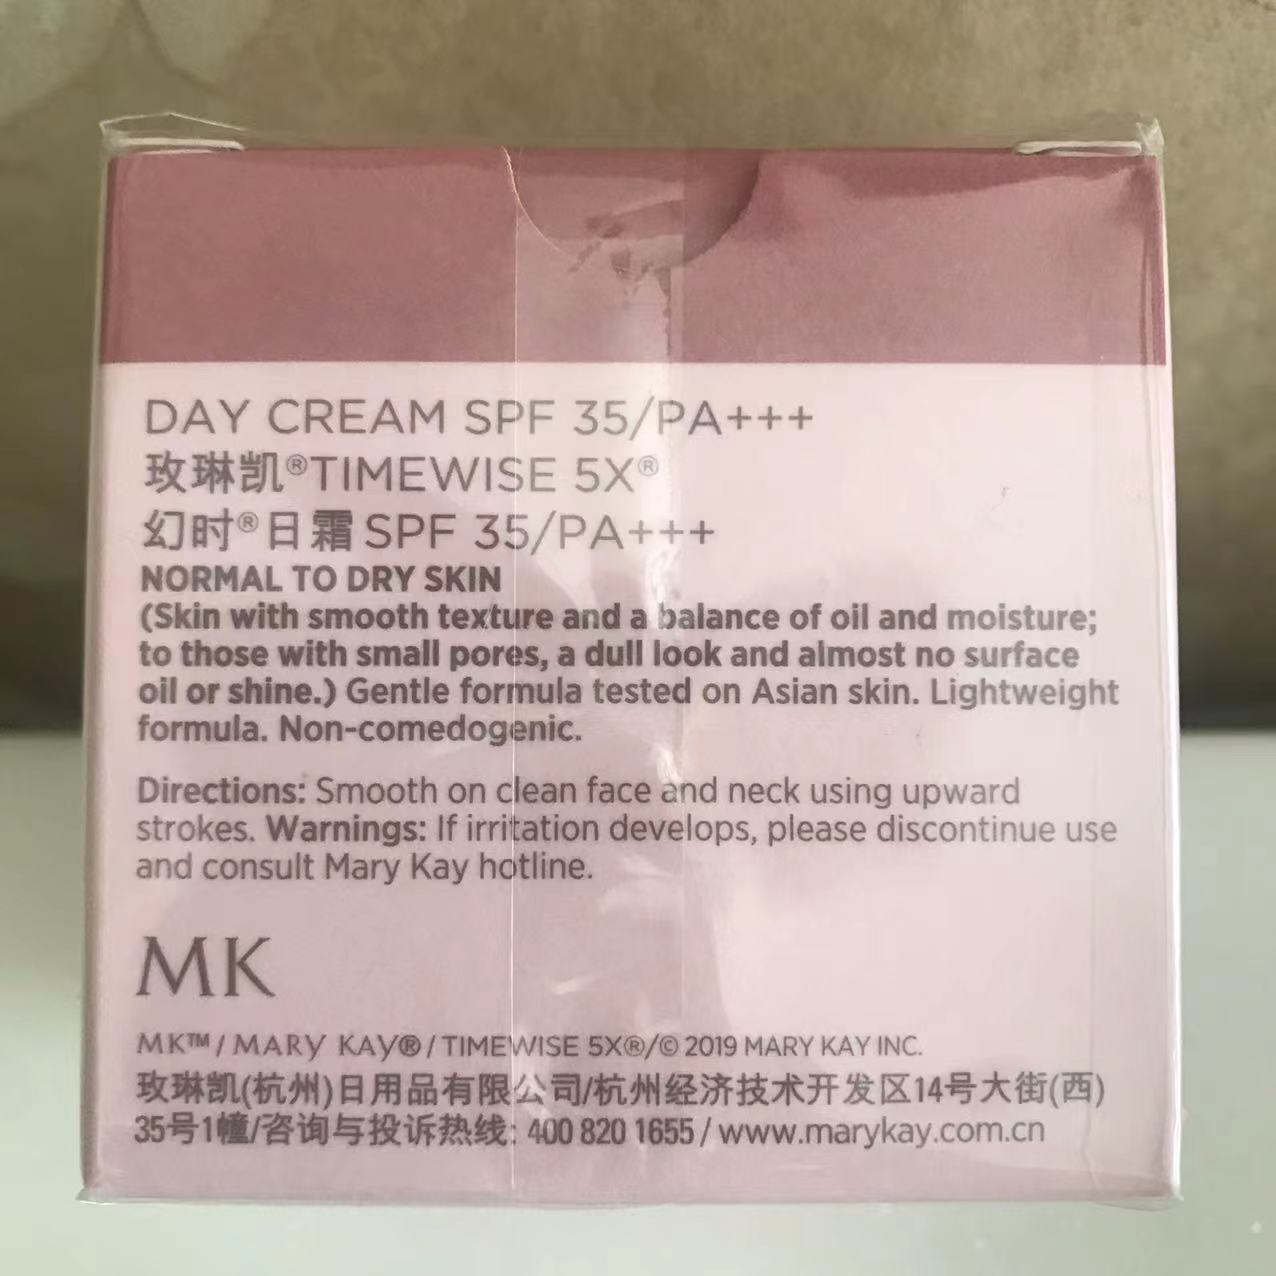 DAY CREAM SPF 35/PA+++
玫琳凯®TIMEWISE 5X®
幻时®日霜 SPF 35/PA+++
NORMAL TO DRY SKIN
(Skin with smooth texture and a balance of oil and moisture;
to those with small pores, a dull look and almost no surface
oil or shine.) Gentle formula tested on Asian skin. Lightweight
formula. Non-comedogenic.
Directions: Smooth on clean face and neck using upward
strokes. Warnings: If irritation develops, please discontinue use
and consult Mary Kay hotline.
MK
MK™/MARY KAY®/TIMEWISE 5X®/© 2019 MARY KAY INC.
玫琳凯(杭州)日用品有限公司/杭州经济技术开发区14号大街(西)
35号1幢/咨询与投诉热线: 400 820 1655/www.marykay.com.cn